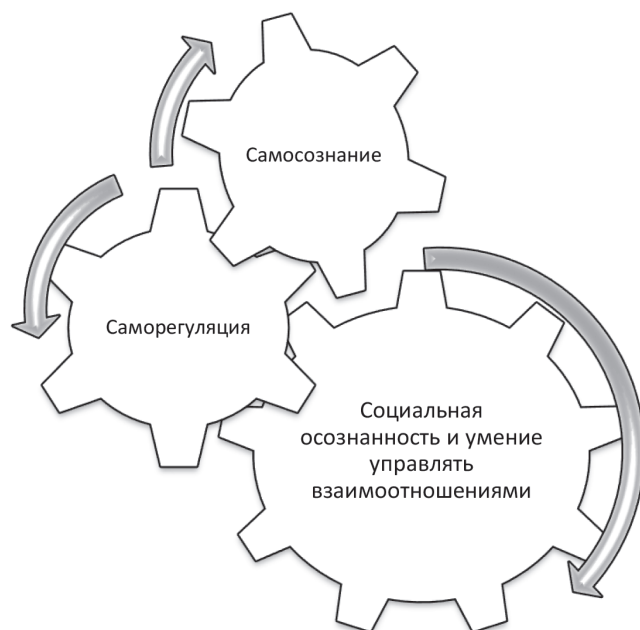 Самосознание
Саморегуляция
Социальная
осознанность и умение
управлять
взаимоотношениями